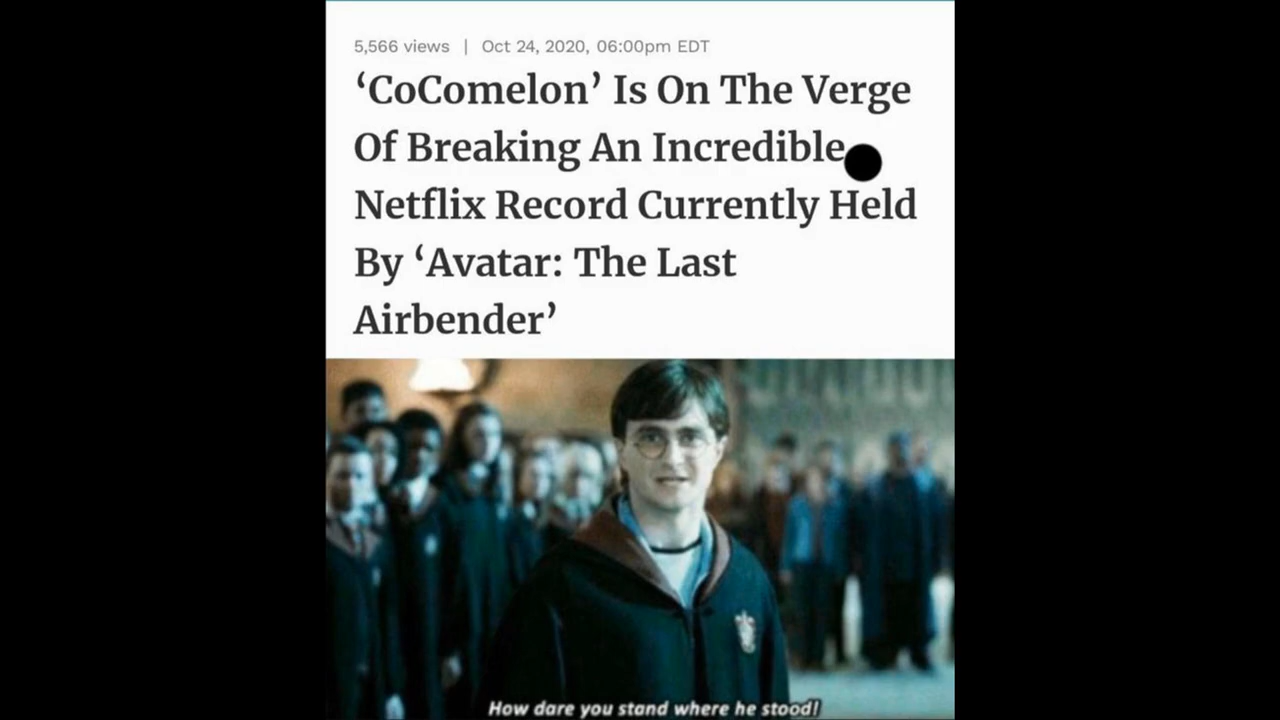 5,566 views | Oct 24, 2020, 06:00pm EDT
‘CoComelon’ Is On The Verge
Of Breaking An Incredible
Netflix Record Currently Held
By ‘Avatar: The Last
Airbender’
How dare you stand where he stood!